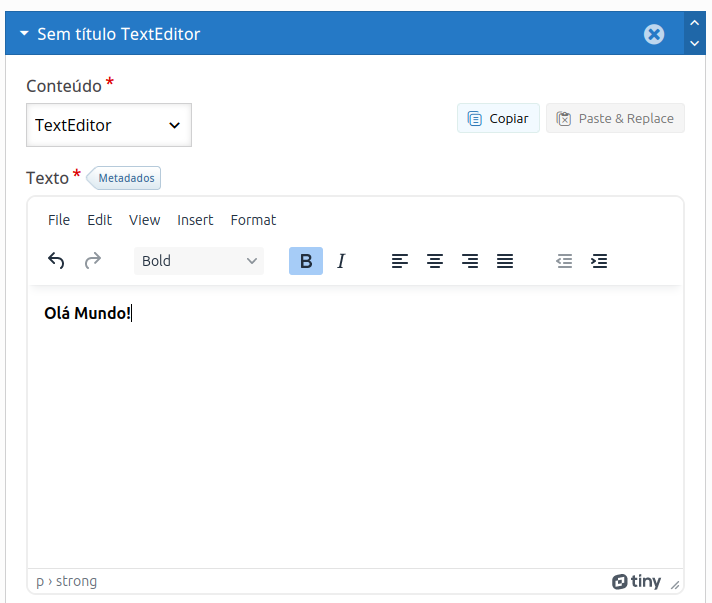 Sem título TextEditor
Conteúdo *
TextEditor
Copiar
Paste & Replace
Texto *
Metadados
File Edit View Insert Format
Bold B I
Olá Mundo!
p › strong
tiny